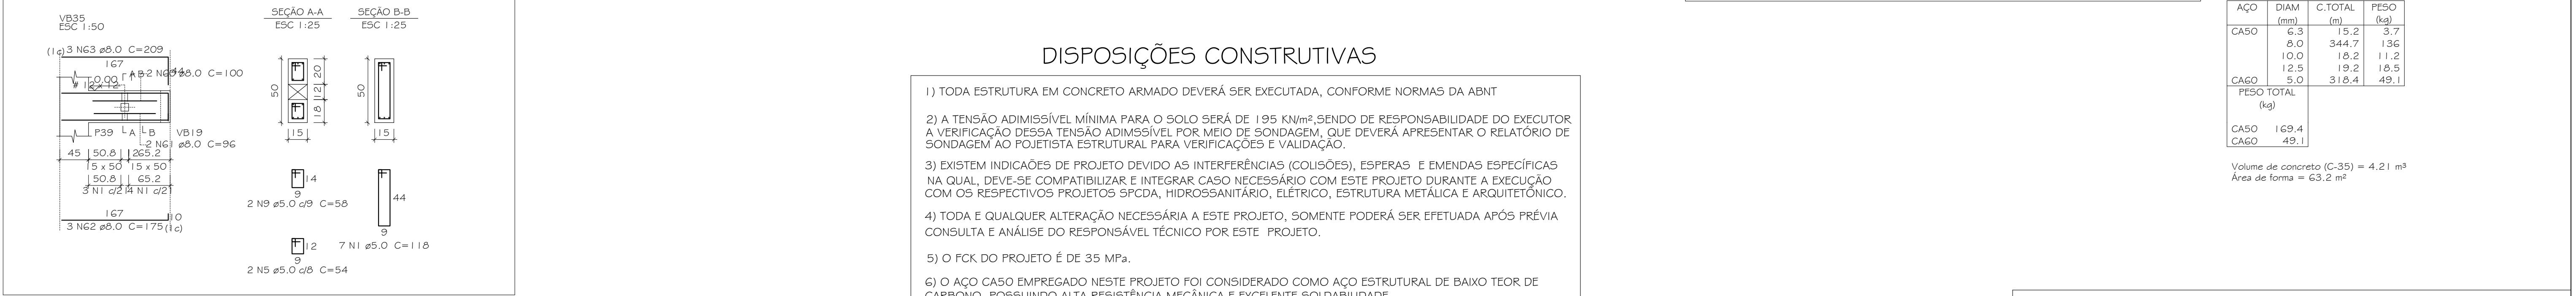 VB35
ESC 1:50
(1c) 3 N63 ø8.0 C=209
167
44
2 N60 ø8.0 C=100
0.00
A B
12 x 12
P39
A
B
VB19
2 N61 ø8.0 C=96
45 50.8 265.2
15 x 50 15 x 50
50.8 65.2
3 N1 c/21 4 N1 c/21
167
10
3 N62 ø8.0 C=175 (1c)
SEÇÃO A-A
ESC 1:25
50
18 12 20
15
14
9
2 N9 ø5.0 c/9 C=58
12
9
2 N5 ø5.0 c/8 C=54
SEÇÃO B-B
ESC 1:25
50
15
44
9
7 N1 ø5.0 C=118
DISPOSIÇÕES CONSTRUTIVAS
1) TODA ESTRUTURA EM CONCRETO ARMADO DEVERÁ SER EXECUTADA, CONFORME NORMAS DA ABNT
2) A TENSÃO ADIMISSÍVEL MÍNIMA PARA O SOLO SERÁ DE 195 KN/m²,SENDO DE RESPONSABILIDADE DO EXECUTOR
A VERIFICAÇÃO DESSA TENSÃO ADIMSSÍVEL POR MEIO DE SONDAGEM, QUE DEVERÁ APRESENTAR O RELATÓRIO DE
SONDAGEM AO POJETISTA ESTRUTURAL PARA VERIFICAÇÕES E VALIDAÇÃO.
3) EXISTEM INDICAÕES DE PROJETO DEVIDO AS INTERFERÊNCIAS (COLISÕES), ESPERAS E EMENDAS ESPECÍFICAS
NA QUAL, DEVE-SE COMPATIBILIZAR E INTEGRAR CASO NECESSÁRIO COM ESTE PROJETO DURANTE A EXECUÇÃO
COM OS RESPECTIVOS PROJETOS SPCDA, HIDROSSANITÁRIO, ELÉTRICO, ESTRUTURA METÁLICA E ARQUITETÔNICO.
4) TODA E QUALQUER ALTERAÇÃO NECESSÁRIA A ESTE PROJETO, SOMENTE PODERÁ SER EFETUADA APÓS PRÉVIA
CONSULTA E ANÁLISE DO RESPONSÁVEL TÉCNICO POR ESTE PROJETO.
5) O FCK DO PROJETO É DE 35 MPa.
6) O AÇO CA50 EMPREGADO NESTE PROJETO FOI CONSIDERADO COMO AÇO ESTRUTURAL DE BAIXO TEOR DE
CARBONO, POSSUINDO ALTA RESISTÊNCIA MECÂNICA E EXCELENTE SOLDABILIDADE
AÇO DIAM C.TOTAL PESO
(mm) (m) (kg)
CA50 6.3 15.2 3.7
8.0 344.7 136
10.0 18.2 11.2
12.5 19.2 18.5
CA60 5.0 318.4 49.1
PESO TOTAL
(kg)
CA50 169.4
CA60 49.1
Volume de concreto (C-35) = 4.21 m³
Área de forma = 63.2 m²